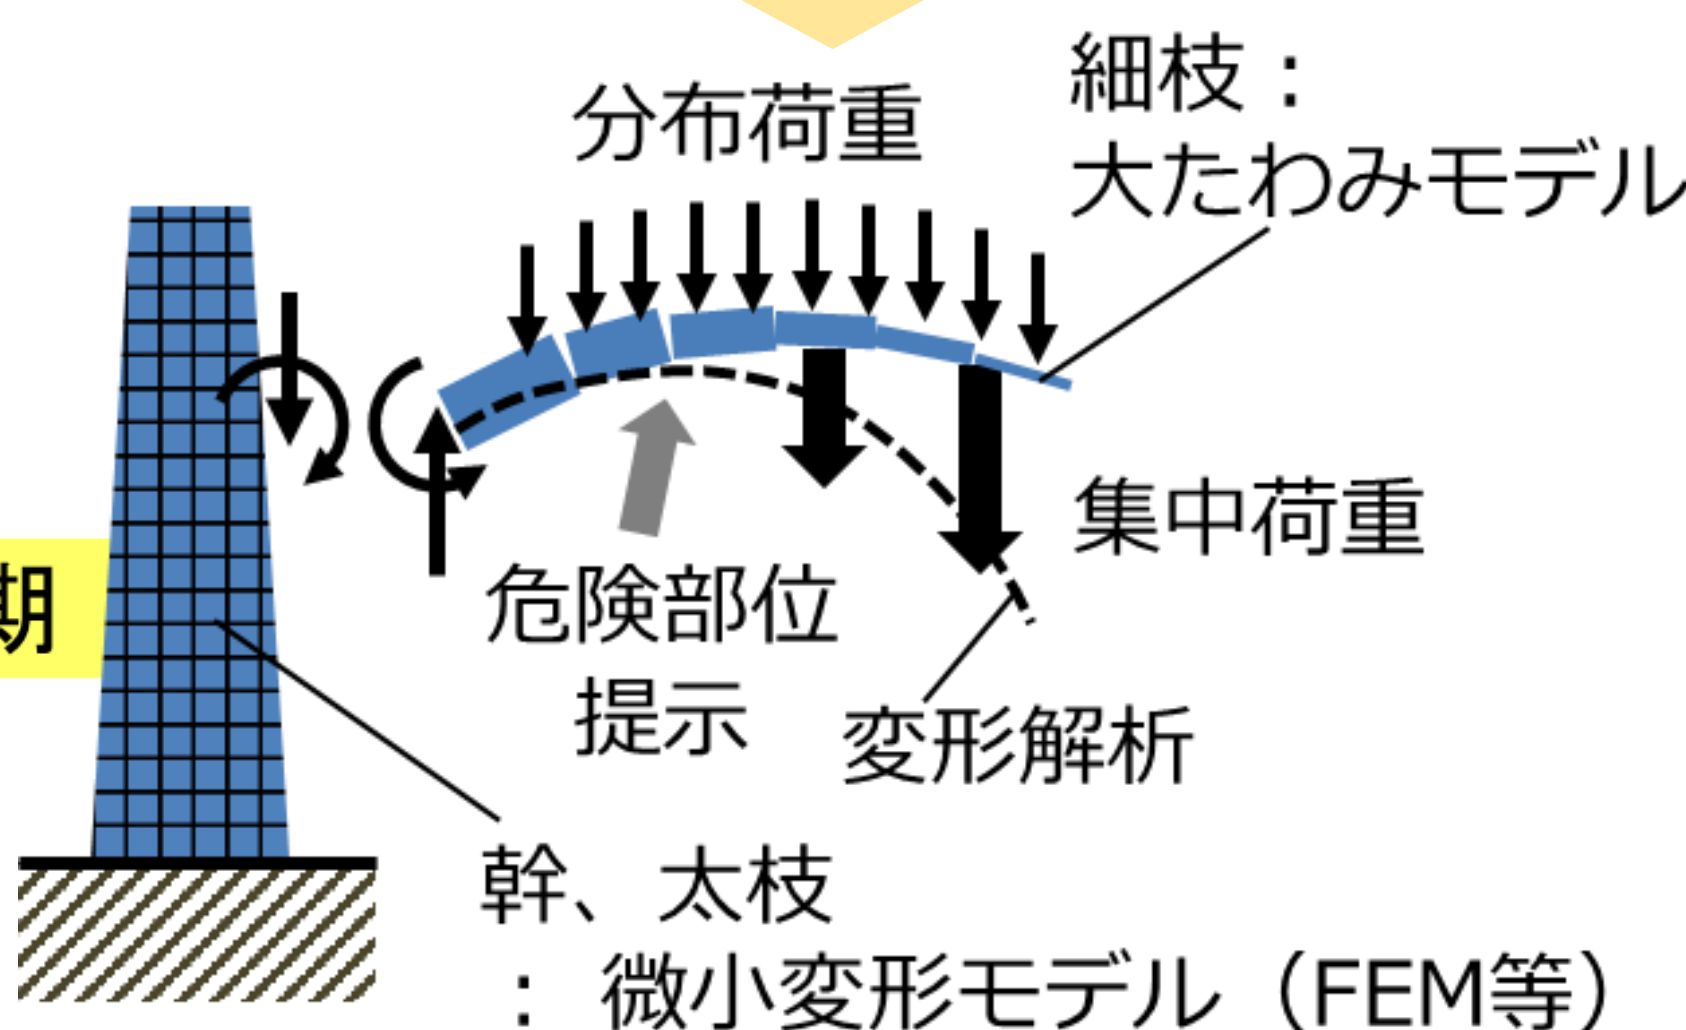 細枝：
大たわみモデル
分布荷重
集中荷重
期
危険部位
提示
変形解析
幹、太枝
：微小変形モデル（FEM等）